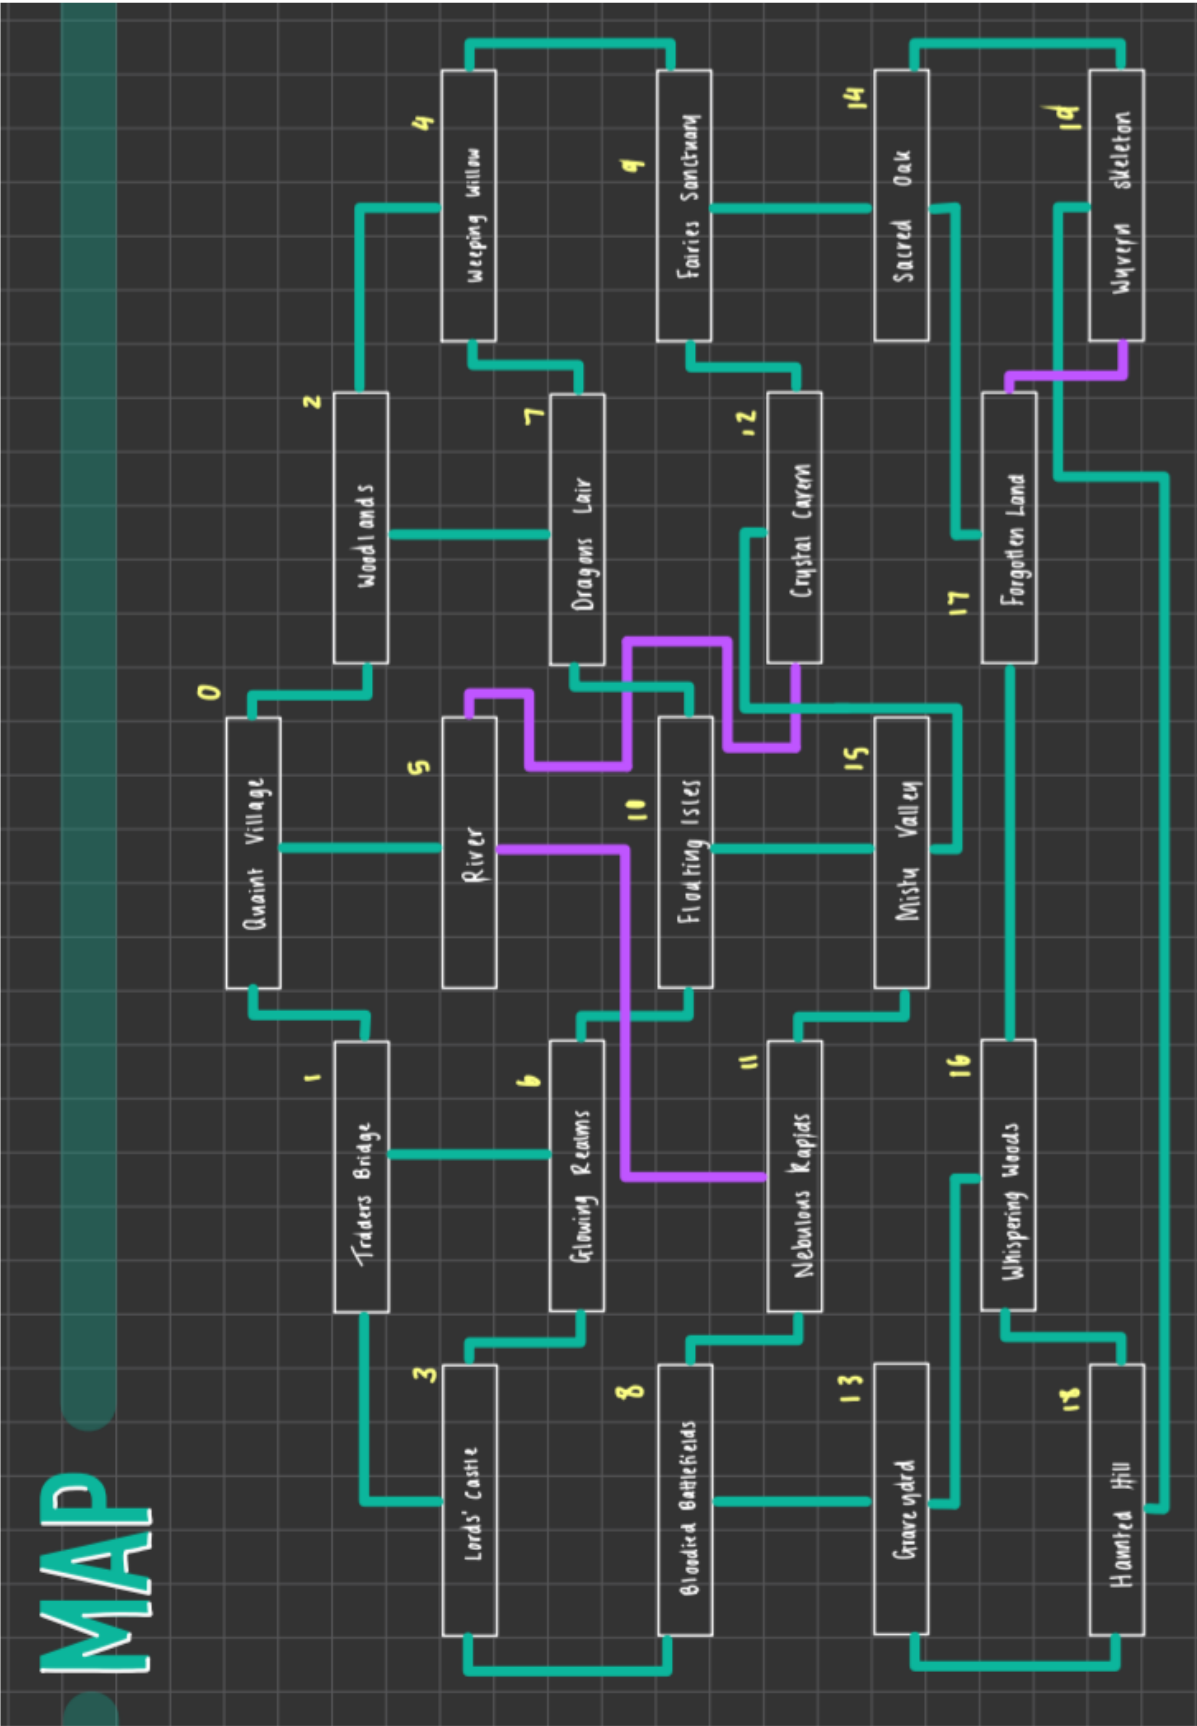 MAP
0
Quaint Village
1
Traders Bridge
2
Woodlands
3
Lords' Castle
5
River
4
Weeping Willow
6
Glowing Realms
7
Dragons Lair
8
Bloodied Battlefields
10
Floating Isles
9
Fairies Sanctuary
11
Nebulous Rapids
12
Crystal Cavern
13
Graveyard
15
Misty Valley
14
Sacred Oak
16
Whispering Woods
17
Forgotten Land
18
Haunted Hill
19
Wyvern Skeleton